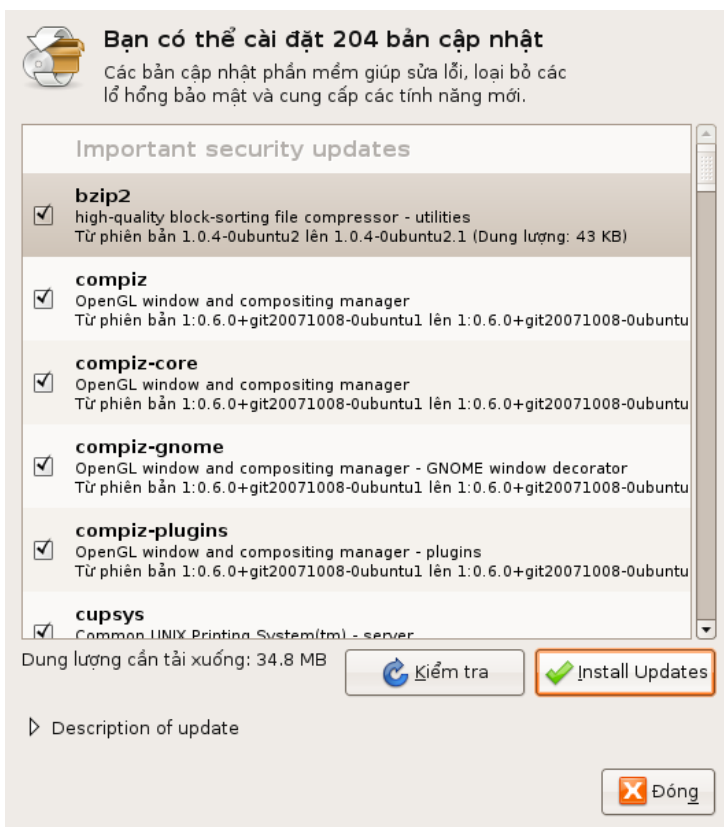 Bạn có thể cài đặt 204 bản cập nhật
Các bản cập nhật phần mềm giúp sửa lỗi, loại bỏ các
lổ hổng bảo mật và cung cấp các tính năng mới.
Important security updates
bzip2
high-quality block-sorting file compressor - utilities
Từ phiên bản 1.0.4-0ubuntu2 lên 1.0.4-0ubuntu2.1 (Dung lượng: 43 KB)
compiz
OpenGL window and compositing manager
Từ phiên bản 1:0.6.0+git20071008-0ubuntu1 lên 1:0.6.0+git20071008-0ubuntu
compiz-core
OpenGL window and compositing manager
Từ phiên bản 1:0.6.0+git20071008-0ubuntu1 lên 1:0.6.0+git20071008-0ubuntu
compiz-gnome
OpenGL window and compositing manager - GNOME window decorator
Từ phiên bản 1:0.6.0+git20071008-0ubuntu1 lên 1:0.6.0+git20071008-0ubuntu
compiz-plugins
OpenGL window and compositing manager - plugins
Từ phiên bản 1:0.6.0+git20071008-0ubuntu1 lên 1:0.6.0+git20071008-0ubuntu
cupsys
Common UNIX Printing System(tm) - server
Dung lượng cần tải xuống: 34.8 MB
Kiểm tra
Install Updates
Description of update
Đóng